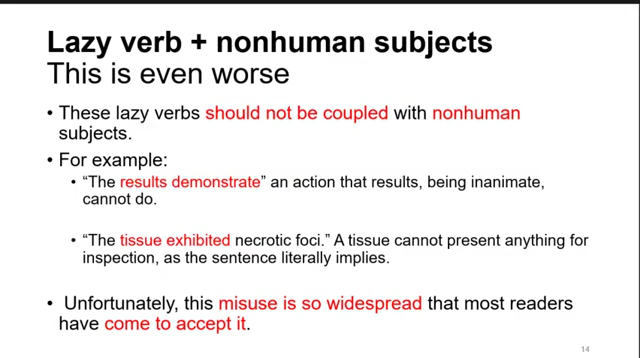 Lazy verb + nonhuman subjects
This is even worse
• These lazy verbs should not be coupled with nonhuman
subjects.
• For example:
• “The results demonstrate” an action that results, being inanimate,
cannot do.
• “The tissue exhibited necrotic foci.” A tissue cannot present anything for
inspection, as the sentence literally implies.
• Unfortunately, this misuse is so widespread that most readers
have come to accept it.
14